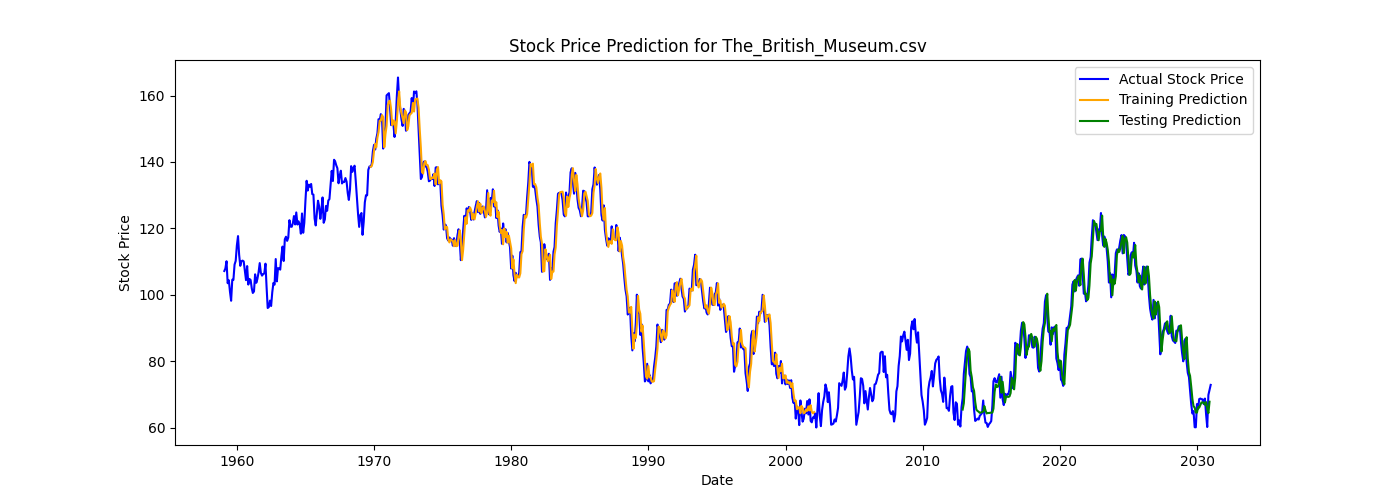 Stock Price Prediction for The_British_Museum.csv
Actual Stock Price
Training Prediction
Testing Prediction
Stock Price
160
140
120
100
80
60
1960 1970 1980 1990 2000 2010 2020 2030
Date